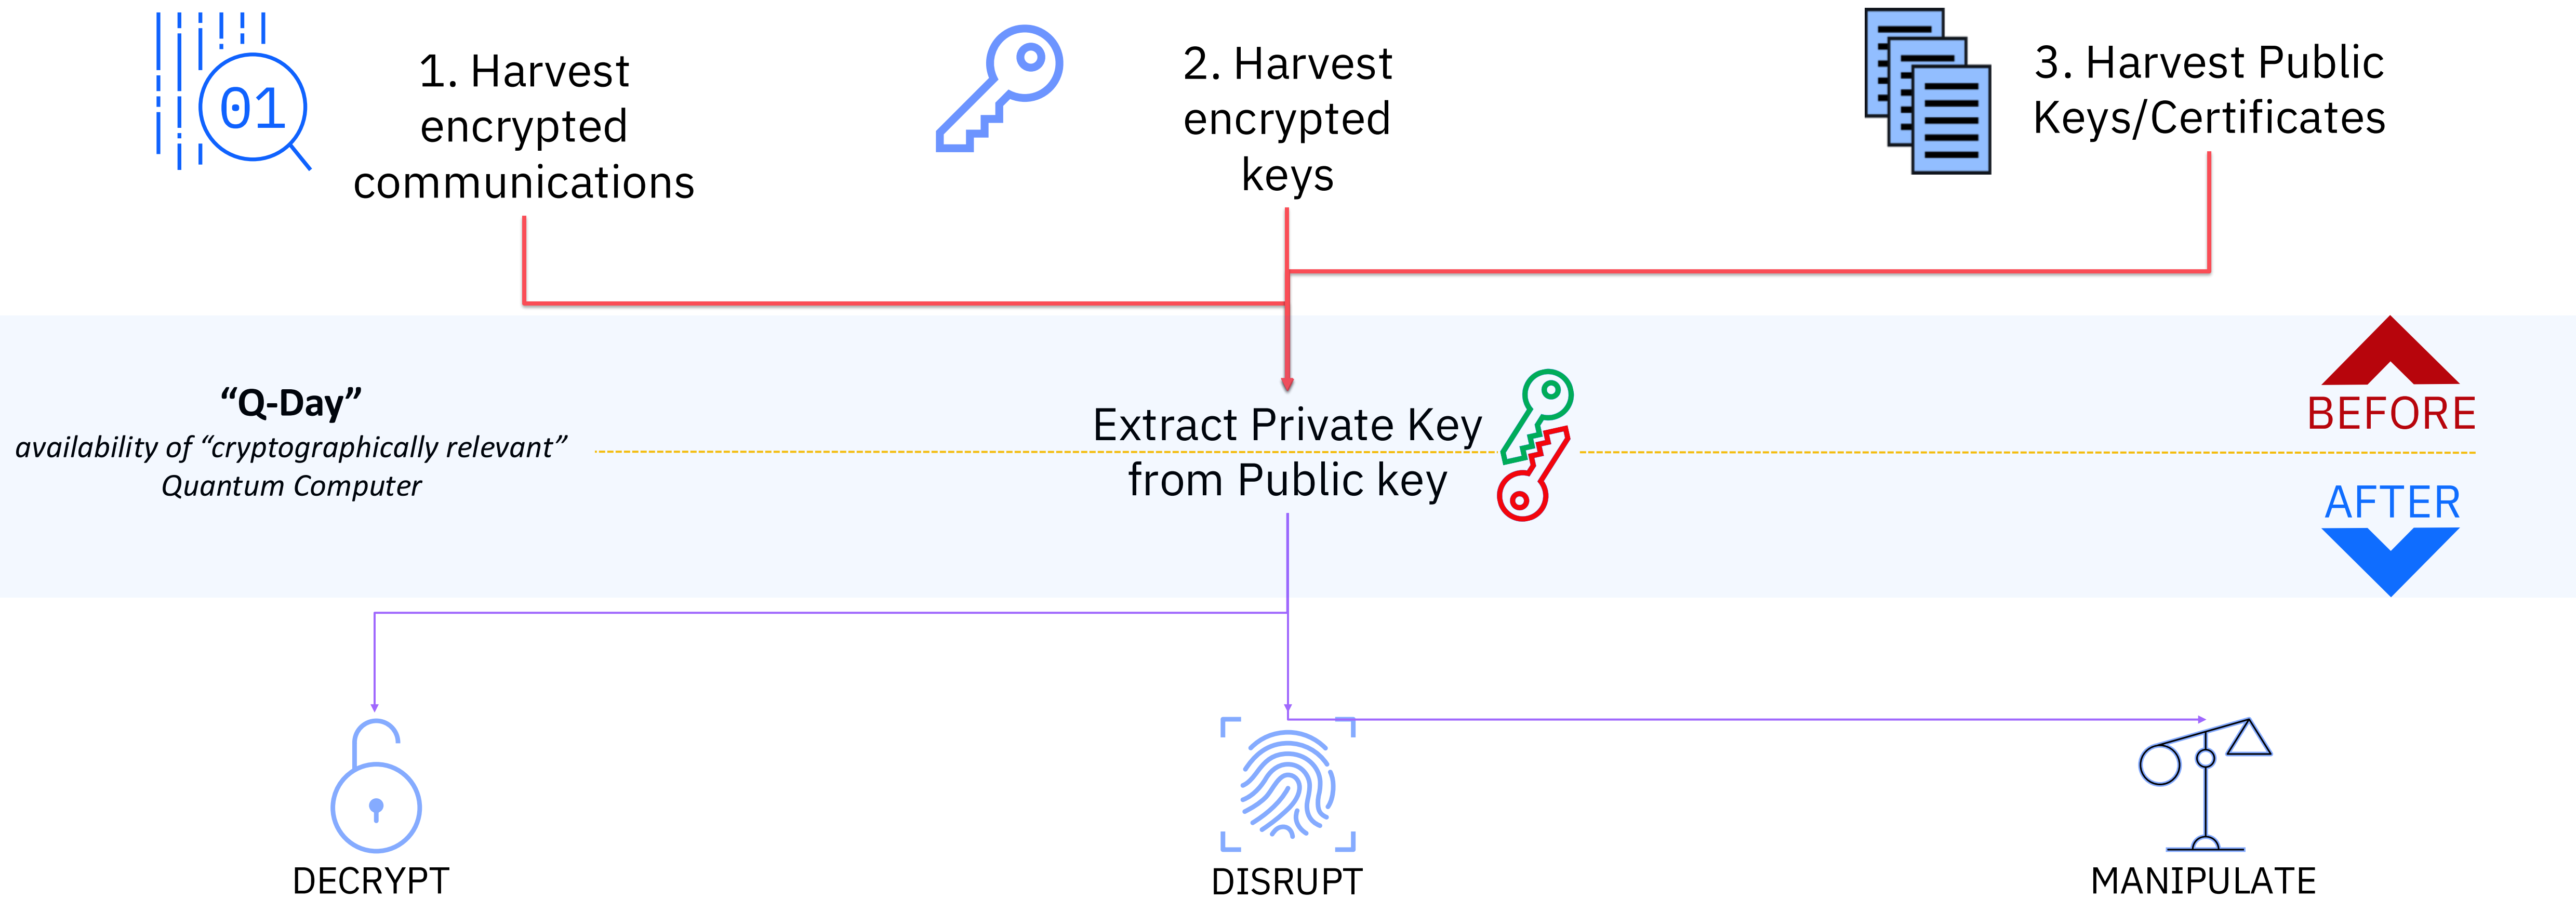 01
1. Harvest
encrypted
communications
2. Harvest
encrypted
keys
3. Harvest Public
Keys/Certificates
“Q-Day”
availability of “cryptographically relevant”
Quantum Computer
Extract Private Key
from Public key
BEFORE
AFTER
DECRYPT
DISRUPT
MANIPULATE